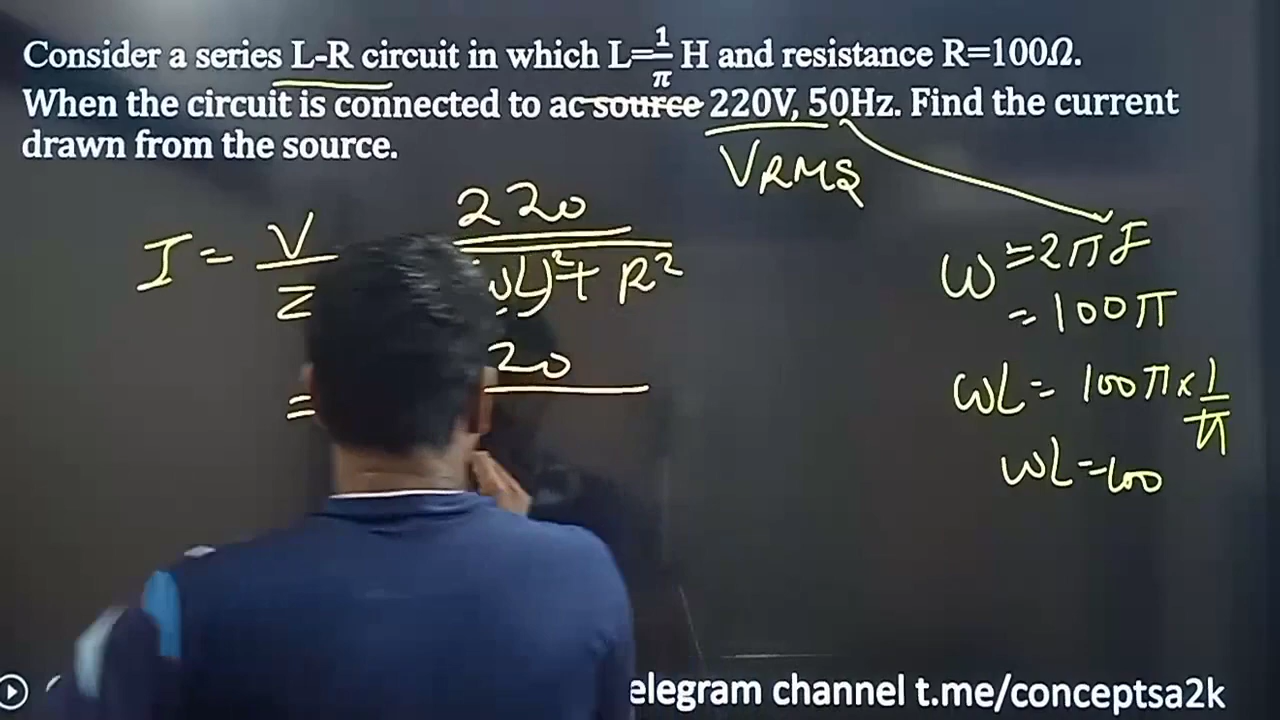 Consider a series L-R circuit in which L=1/π H and resistance R=100Ω.
When the circuit is connected to ac source 220V, 50Hz. Find the current
drawn from the source.
VRMS
I = V/Z
220
L)² + R²
=
20
ω = 2πf
= 100π
ωL = 100π × 1/π
ωL = 100
elegram channel t.me/conceptsa2k